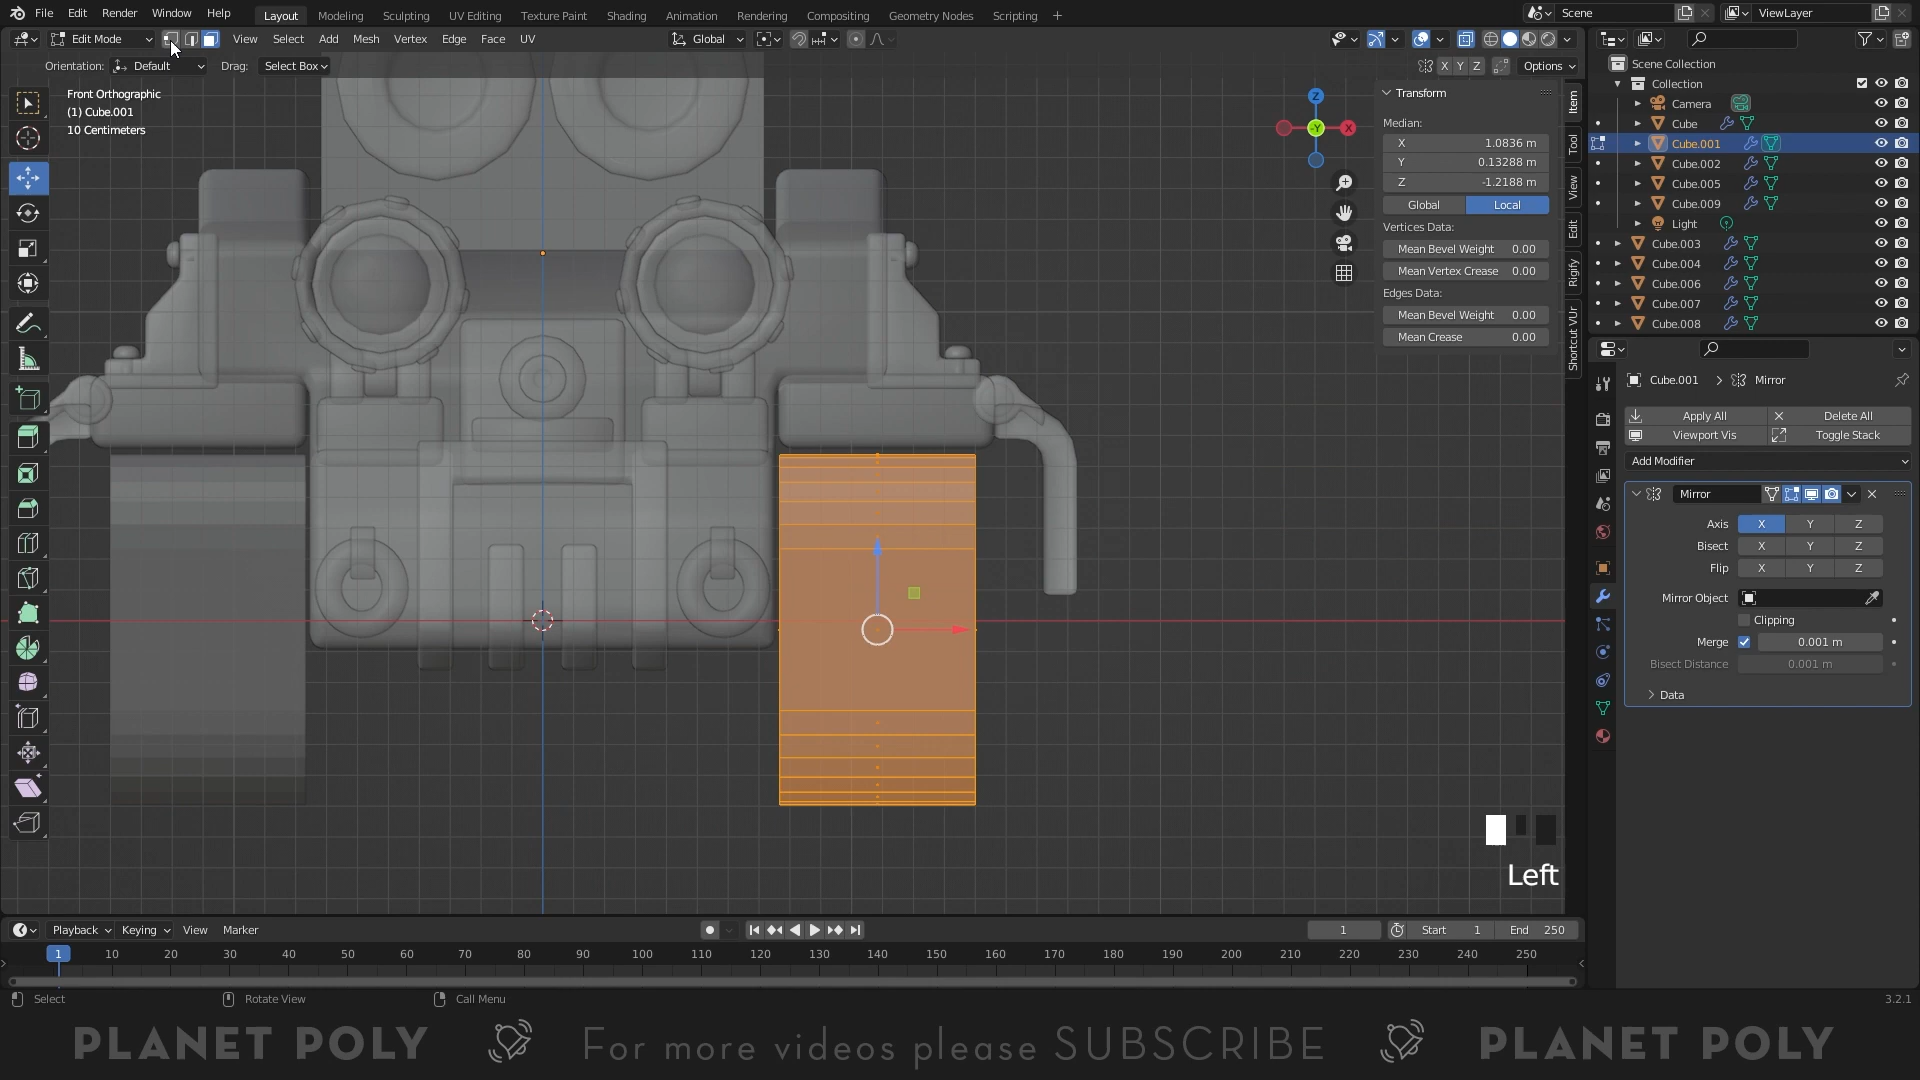 File Edit Render Window Help Layout Modeling Sculpting UV Editing Texture Paint Shading Animation Rendering Compositing Geometry Nodes Scripting + Scene ViewLayer
Edit Mode View Select Add Mesh Vertex Edge Face UV Global
Orientation: Default Drag: Select Box X Y Z Options
Front Orthographic
(1) Cube.001
10 Centimeters
Z
X
-Y
Transform
Median:
X 1.0836 m
Y 0.13288 m
Z -1.2188 m
Global Local
Vertices Data:
Mean Bevel Weight 0.00
Mean Vertex Crease 0.00
Edges Data:
Mean Bevel Weight 0.00
Mean Crease 0.00
Item
Tool
View
Edit
Rigify
Shortcut VUr
Scene Collection
Collection
Camera
Cube
Cube.001
Cube.002
Cube.005
Cube.009
Light
Cube.003
Cube.004
Cube.006
Cube.007
Cube.008
Cube.001 > Mirror
Apply All Delete All
Viewport Vis Toggle Stack
Add Modifier
Mirror
Axis X Y Z
Bisect X Y Z
Flip X Y Z
Mirror Object
Clipping
Merge 0.001 m
Bisect Distance 0.001 m
Data
Left
Playback Keying View Marker 1 Start 1 End 250
1 10 20 30 40 50 60 70 80 90 100 110 120 130 140 150 160 170 180 190 200 210 220 230 240 250
Select Rotate View Call Menu 3.2.1
PLANET POLY For more videos please SUBSCRIBE PLANET POLY